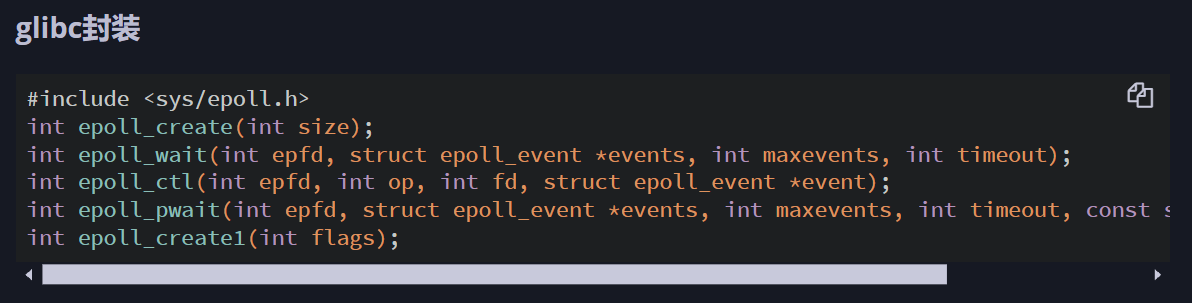 glibc封装
#include <sys/epoll.h>
int epoll_create(int size);
int epoll_wait(int epfd, struct epoll_event *events, int maxevents, int timeout);
int epoll_ctl(int epfd, int op, int fd, struct epoll_event *event);
int epoll_pwait(int epfd, struct epoll_event *events, int maxevents, int timeout, const s
int epoll_create1(int flags);